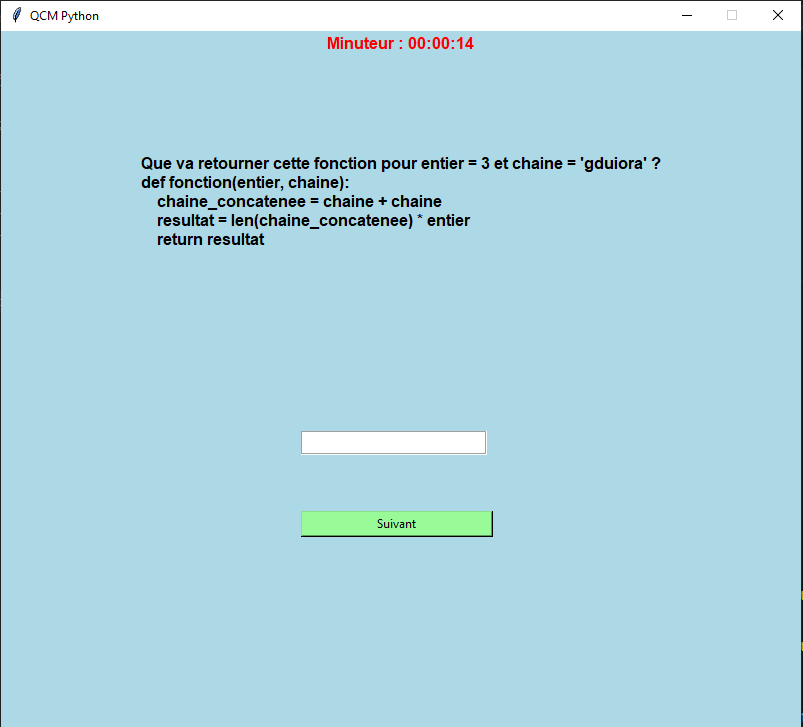 QCM Python
Minuteur : 00:00:14
Que va retourner cette fonction pour entier = 3 et chaine = 'gduiora' ?
def fonction(entier, chaine):
    chaine_concatenee = chaine + chaine
    resultat = len(chaine_concatenee) * entier
    return resultat
Suivant